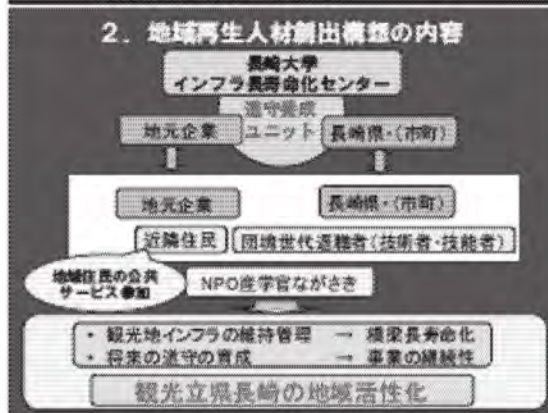 2. 地域再生人材創出構想の内容
長崎大学
インフラ長寿命化センター
道守養成
ユニット
地元企業
長崎県・(市町)
地元企業
長崎県・(市町)
近隣住民
団塊世代退職者(技術者・技能者)
地域住民の公共
サービス参加
NPO産学官ながさき
・ 観光地インフラの維持管理 → 橋梁長寿命化
・ 将来の道守の育成 → 事業の継続性
観光立県長崎の地域活性化